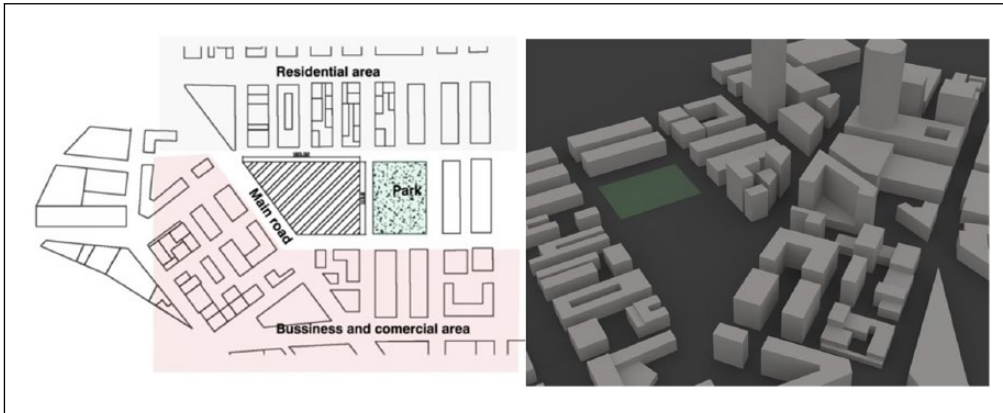 Residential area
Main road
Park
Bussiness and comercial area